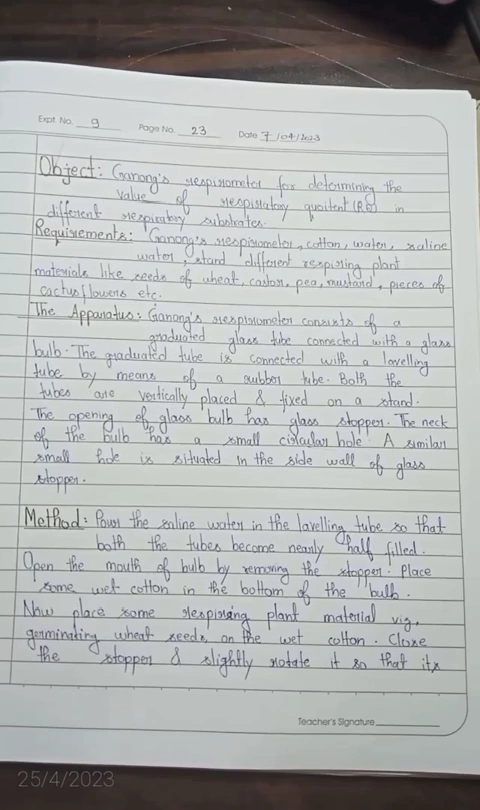 Expt. No. 9 Page No. 23 Date 7/04/2023
Object: Ganong's respirometer for determining the
value of respiratory quoitent (RQ) in
different respiratory substrates.
Requirements: Ganong's respirometer, cotton, water, saline
water, stand different respiring plant
materials like seeds of wheat, castor, pea, mustard, pieces of
cactus flowers etc.
The Apparatus: Ganong's respirometer consists of a
graduated glass tube connected with a glass
bulb. The graduated tube is connected with a lavelling
tube by means of a rubber tube. Both the
tubes are vertically placed & fixed on a stand.
The opening of glass bulb has glass stopper. The neck
of the bulb has a small circular hole. A similar
small hole is situated in the side wall of glass
stopper.
Method: Pour the saline water in the lavelling tube so that
both the tubes become nearly half filled.
Open the mouth of bulb by removing the stopper. Place
some wet cotton in the bottom of the bulb.
Now place some respiring plant material viz,
germinating wheat seeds on the wet cotton. Close
the stopper & slightly rotate it so that its
Teacher's Signature
25/4/2023